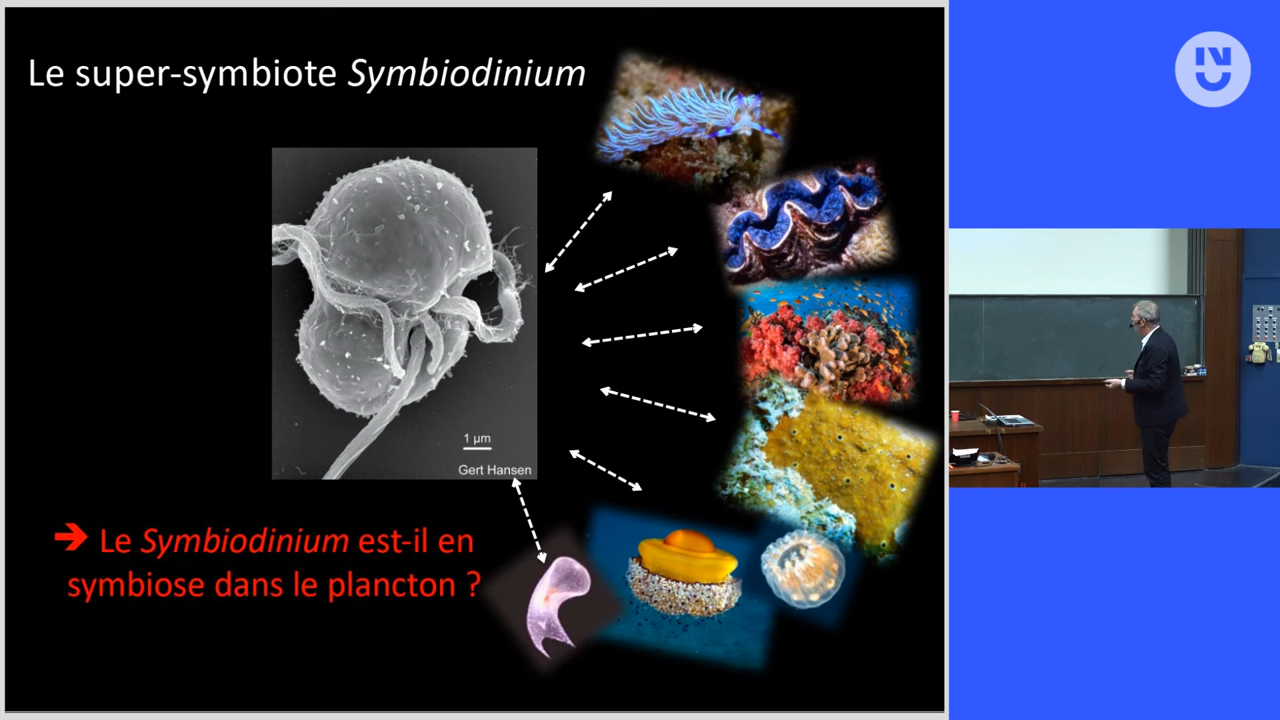 Le super-symbiote Symbiodinium
1 µm
Gert Hansen
➔ Le Symbiodinium est-il en
symbiose dans le plancton ?